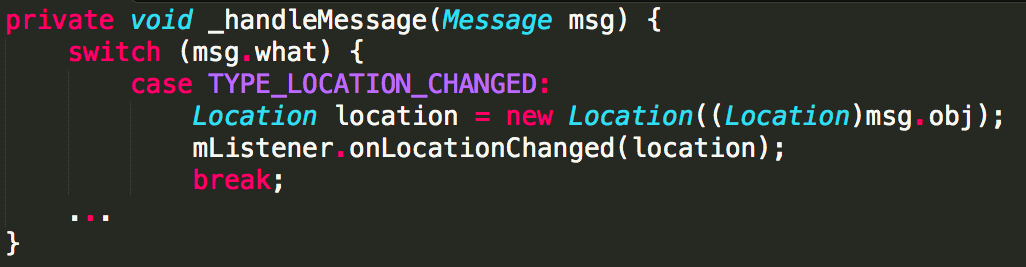 private void _handleMessage(Message msg) {
switch (msg.what) {
case TYPE_LOCATION_CHANGED:
Location location = new Location((Location)msg.obj);
mListener.onLocationChanged(location);
break;
...
}